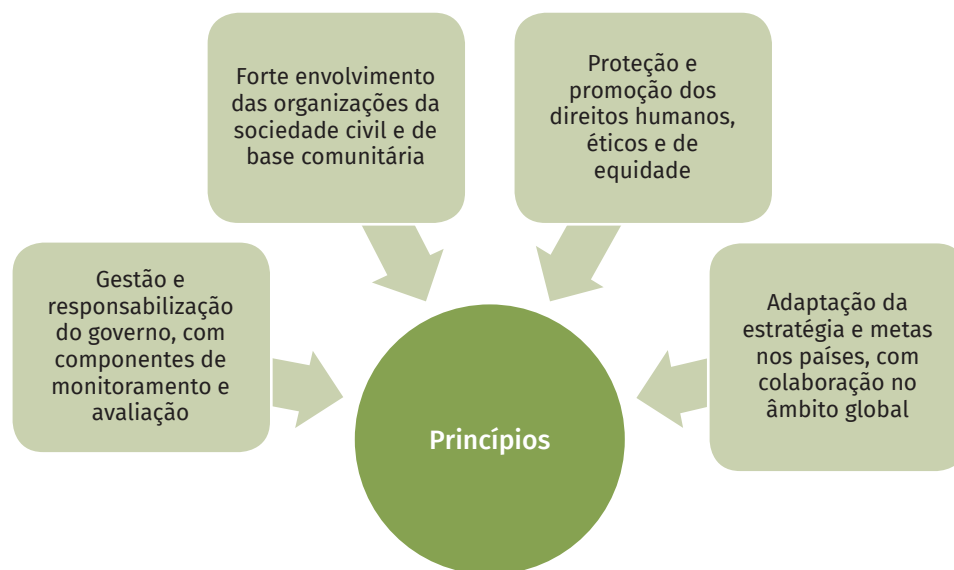 Forte envolvimento
das organizações da
sociedade civil e de
base comunitária
Proteção e
promoção dos
direitos humanos,
éticos e de
equidade
Gestão e
responsabilização
do governo, com
componentes de
monitoramento e
avaliação
Adaptação da
estratégia e metas
nos países, com
colaboração no
âmbito global
Princípios